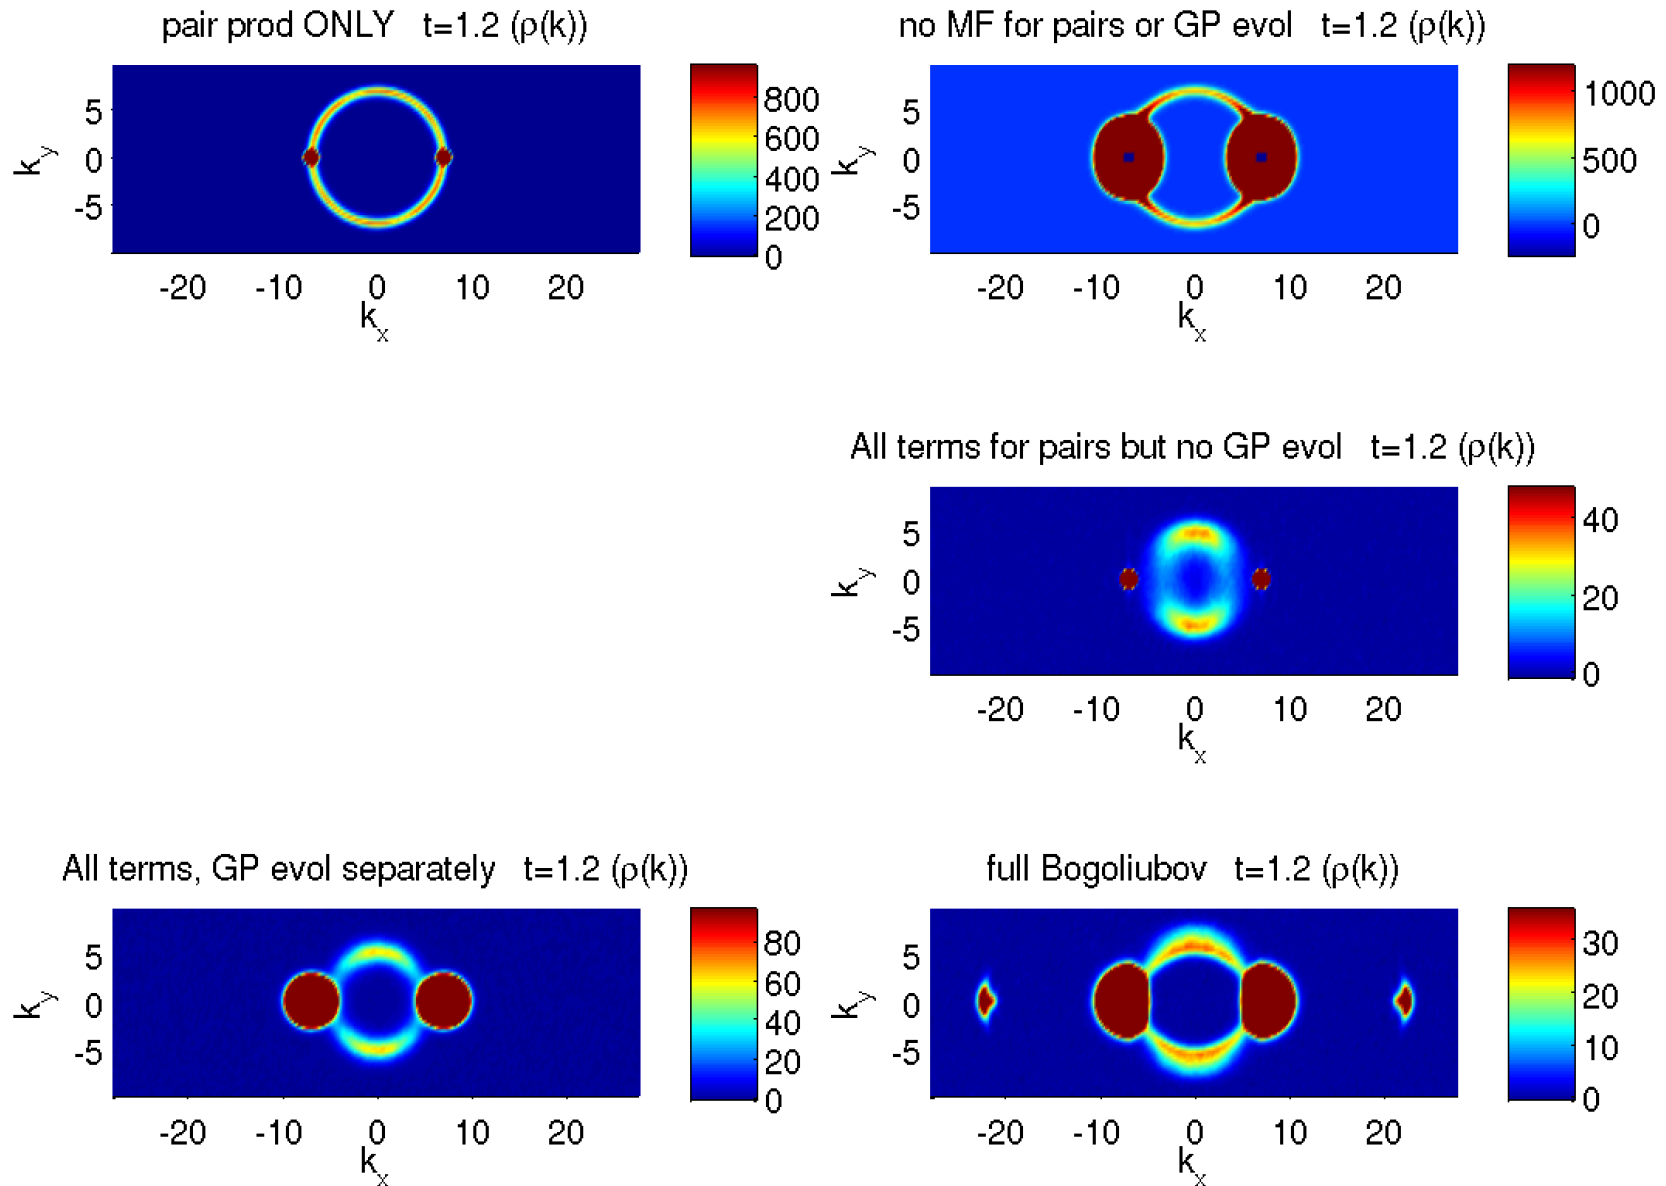 pair prod ONLY t=1.2 (ρ(k))
5
0
-5
k_y
-20 -10 0 10 20
k_x
800
600
400
200
0
no MF for pairs or GP evol t=1.2 (ρ(k))
5
0
-5
k_y
-20 -10 0 10 20
k_x
1000
500
0
All terms for pairs but no GP evol t=1.2 (ρ(k))
5
0
-5
k_y
-20 -10 0 10 20
k_x
40
20
0
All terms, GP evol separately t=1.2 (ρ(k))
5
0
-5
k_y
-20 -10 0 10 20
k_x
80
60
40
20
0
full Bogoliubov t=1.2 (ρ(k))
5
0
-5
k_y
-20 -10 0 10 20
k_x
30
20
10
0